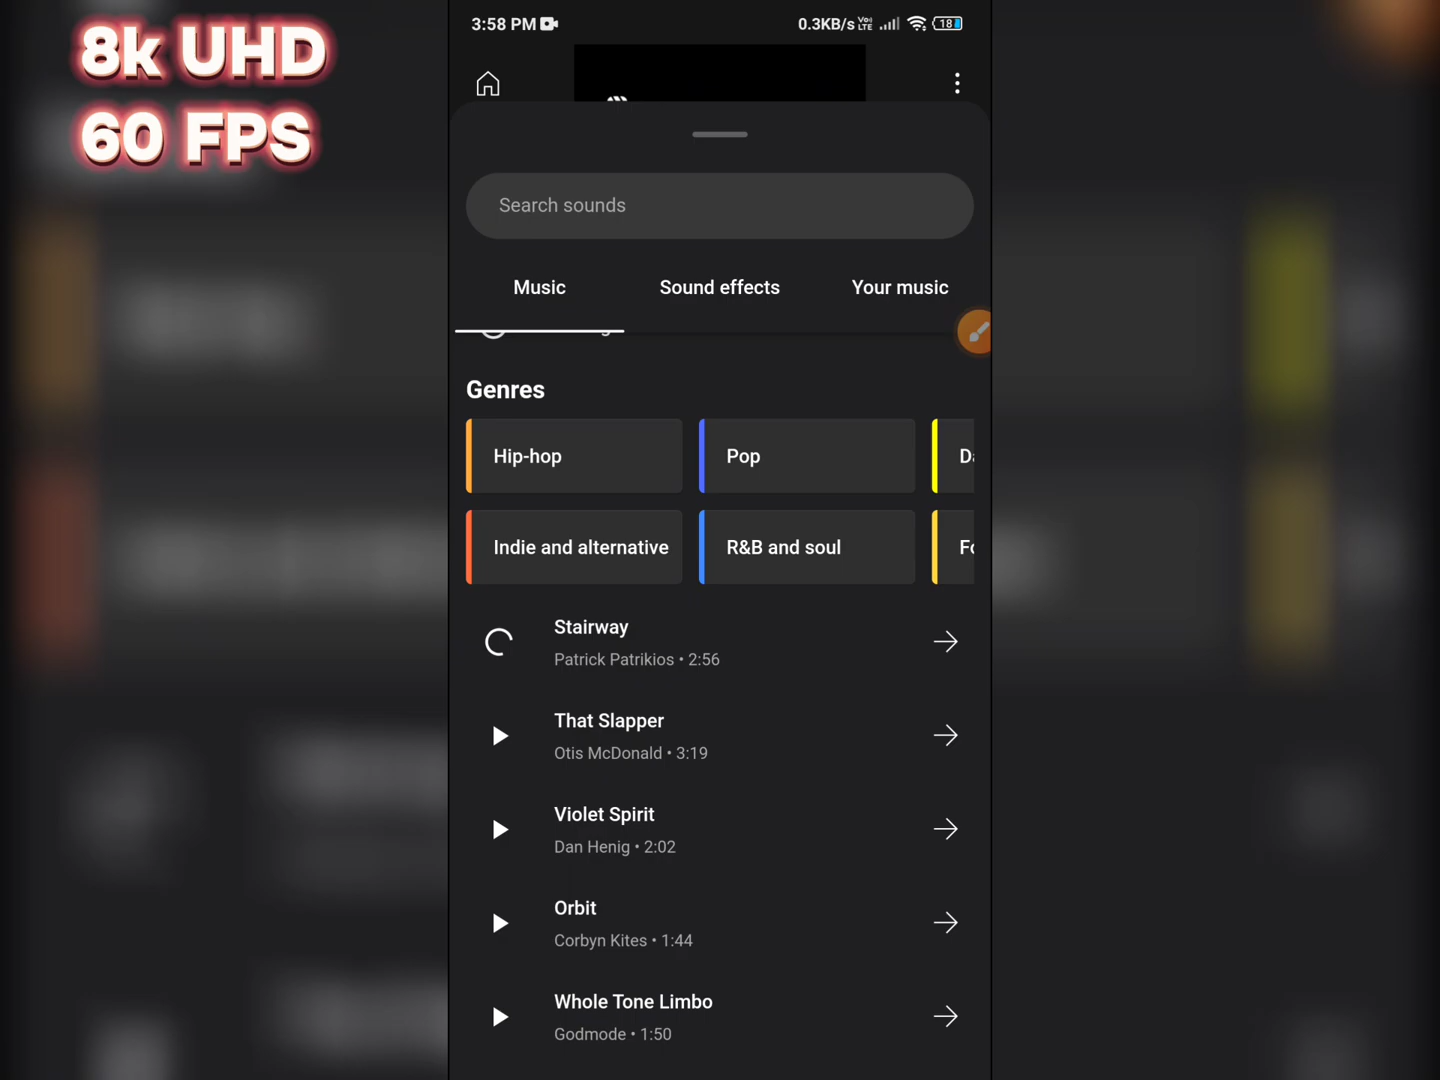 8k UHD
60 FPS
3:58 PM
0.3KB/s Vo) LTE 18
Search sounds
Music
Sound effects
Your music
Genres
Hip-hop
Pop
Indie and alternative
R&B and soul
Stairway
Patrick Patrikios • 2:56
That Slapper
Otis McDonald • 3:19
Violet Spirit
Dan Henig • 2:02
Orbit
Corbyn Kites • 1:44
Whole Tone Limbo
Godmode • 1:50